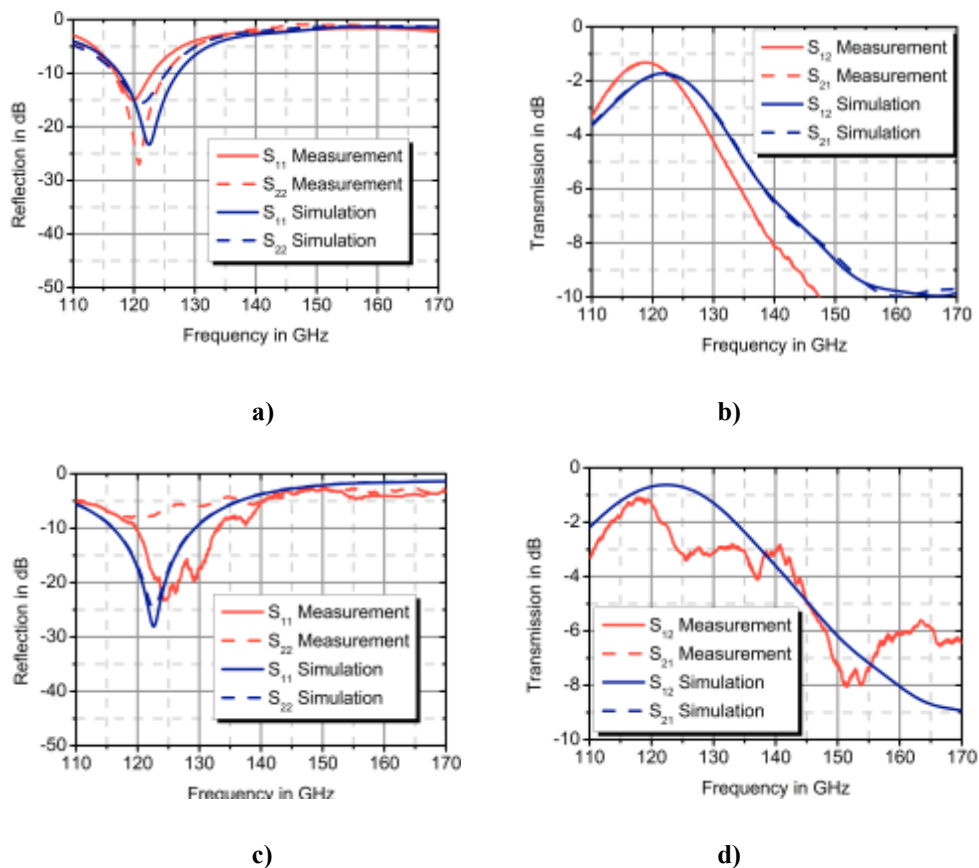 0
-10
-20
-30
-40
-50
Reflection in dB
S11 Measurement
S22 Measurement
S11 Simulation
S22 Simulation
110 120 130 140 150 160 170
Frequency in GHz
a)
0
-2
-4
-6
-8
-10
Transmission in dB
S12 Measurement
S21 Measurement
S12 Simulation
S21 Simulation
110 120 130 140 150 160 170
Frequency in GHz
b)
0
-10
-20
-30
-40
-50
Reflection in dB
S11 Measurement
S22 Measurement
S11 Simulation
S22 Simulation
110 120 130 140 150 160 170
Frequency in GHz
c)
0
-2
-4
-6
-8
-10
Transmission in dB
S12 Measurement
S21 Measurement
S12 Simulation
S21 Simulation
110 120 130 140 150 160 170
Frequency in GHz
d)